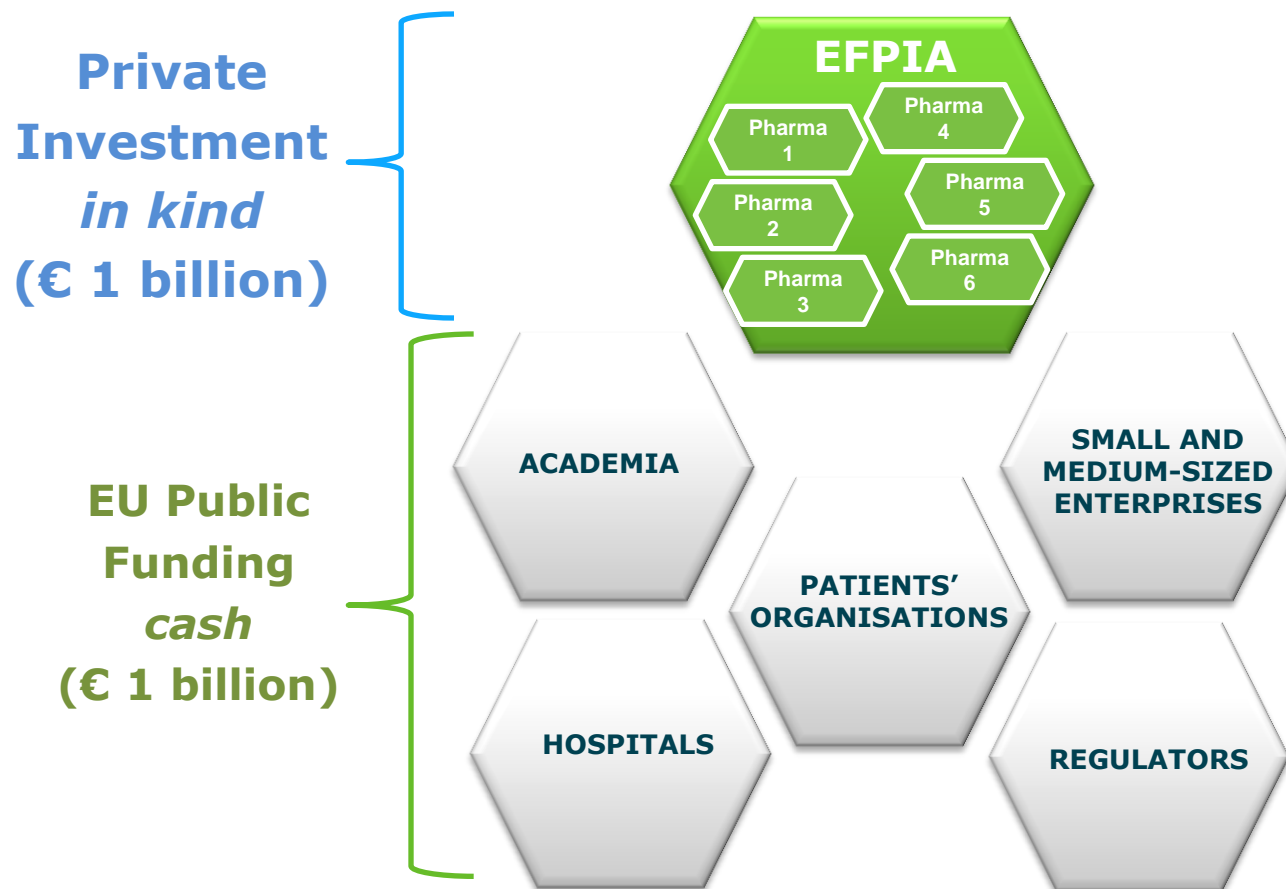 Private
Investment
in kind
(€ 1 billion)
EFPIA
Pharma
1
Pharma
4
Pharma
2
Pharma
5
Pharma
3
Pharma
6
EU Public
Funding
cash
(€ 1 billion)
ACADEMIA
SMALL AND
MEDIUM-SIZED
ENTERPRISES
PATIENTS’
ORGANISATIONS
HOSPITALS
REGULATORS